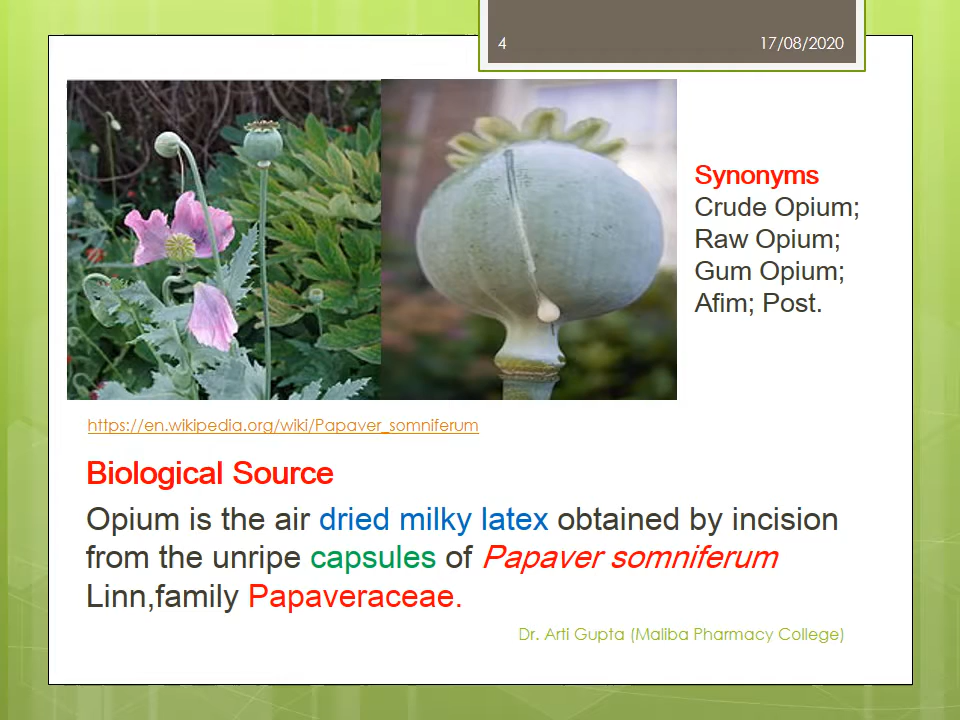 4
17/08/2020
Synonyms
Crude Opium;
Raw Opium;
Gum Opium;
Afim; Post.
https://en.wikipedia.org/wiki/Papaver_somniferum
Biological Source
Opium is the air dried milky latex obtained by incision
from the unripe capsules of Papaver somniferum
Linn,family Papaveraceae.
Dr. Arti Gupta (Maliba Pharmacy College)